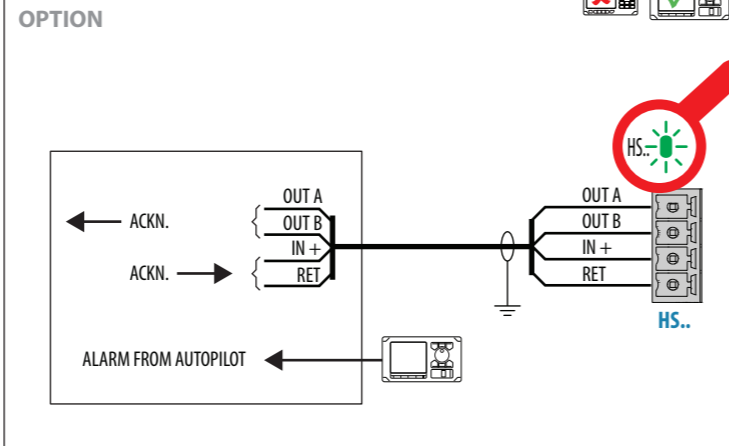 OPTION
HS..
OUT A
OUT B
IN +
RET
ACKN.
ACKN.
OUT A
OUT B
IN +
RET
HS..
ALARM FROM AUTOPILOT